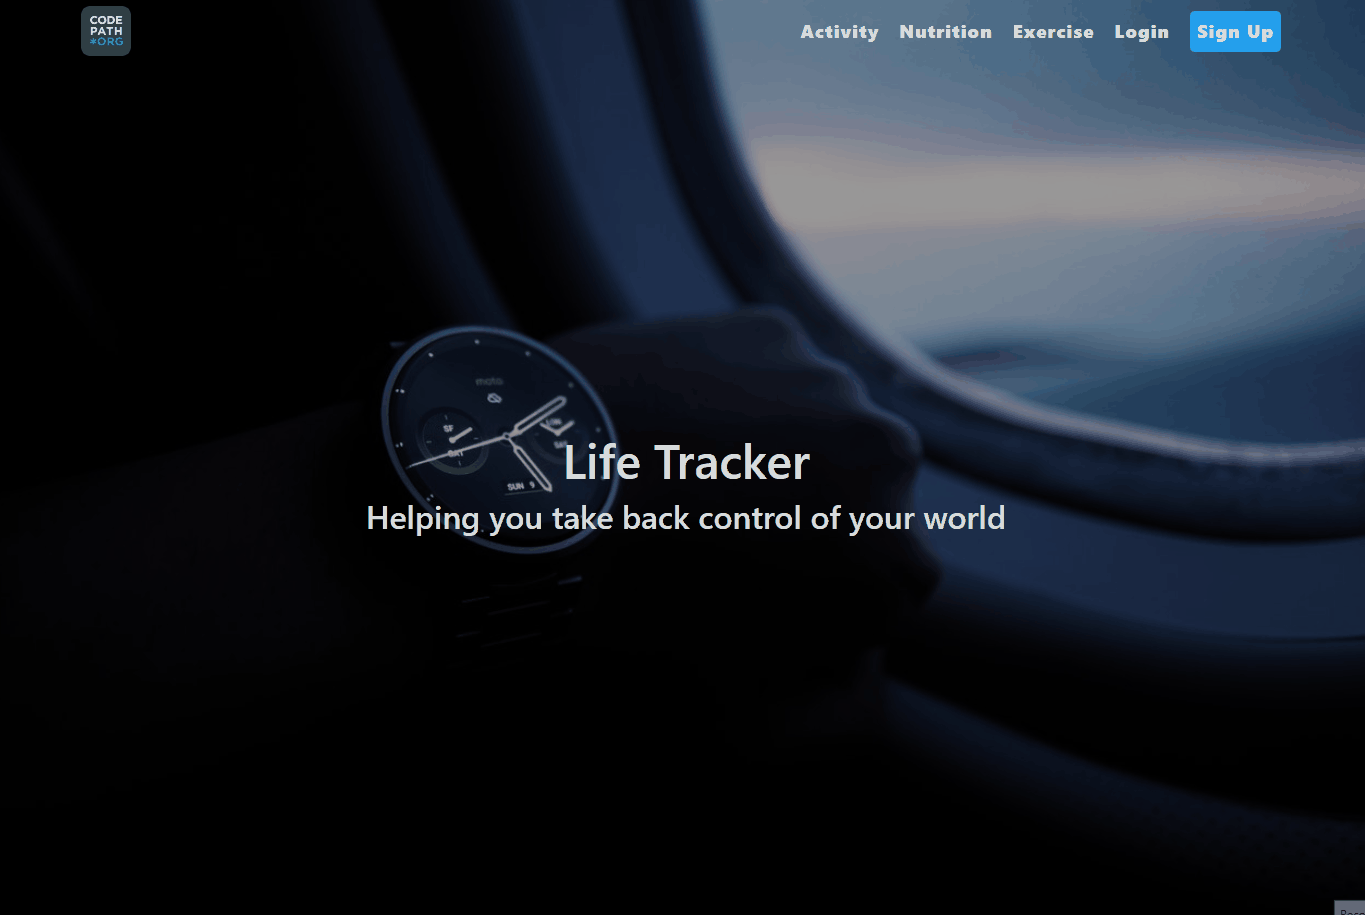 CODE
PATH
*ORG
Activity Nutrition Exercise Login Sign Up
moto
SF
SUN 9
Life Tracker
Helping you take back control of your world